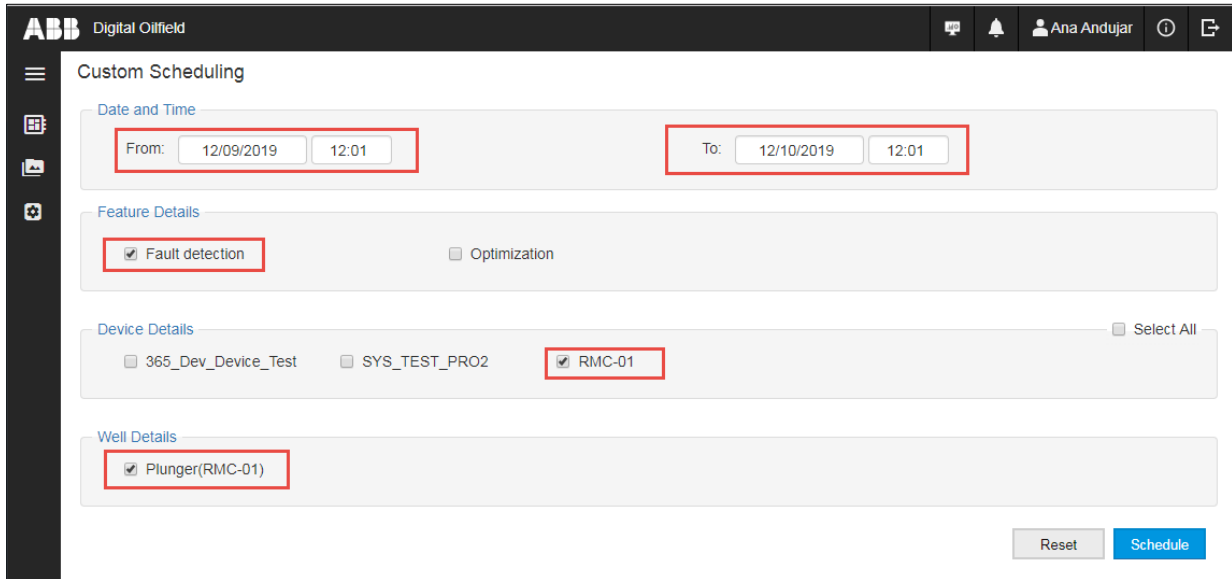 ABB Digital Oilfield Ana Andujar
Custom Scheduling
Date and Time
From: 12/09/2019 12:01 To: 12/10/2019 12:01
Feature Details
Fault detection Optimization
Device Details Select All
365_Dev_Device_Test SYS_TEST_PRO2 RMC-01
Well Details
Plunger(RMC-01)
Reset Schedule